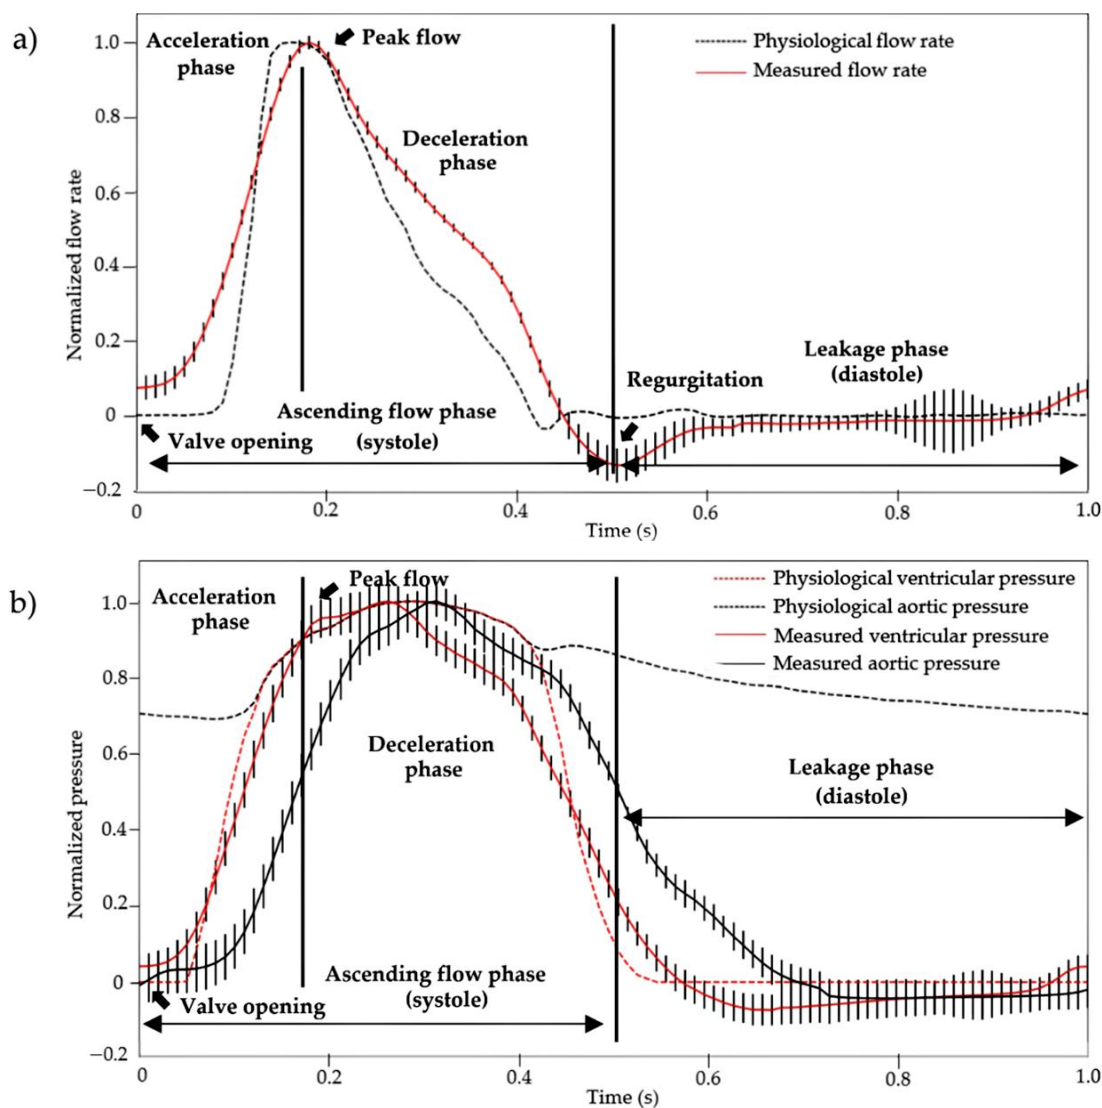 a)
Acceleration
phase
Peak flow
Physiological flow rate
Measured flow rate
Deceleration
phase
Normalized flow rate
1.0
0.8
0.6
0.4
0.2
0
−0.2
Ascending flow phase
(systole)
Valve opening
Regurgitation
Leakage phase
(diastole)
0
0.2
0.4
0.6
0.8
1.0
Time (s)
b)
Acceleration
phase
Peak flow
Physiological ventricular pressure
Physiological aortic pressure
Measured ventricular pressure
Measured aortic pressure
Deceleration
phase
Leakage phase
(diastole)
Normalized pressure
1.0
0.8
0.6
0.4
0.2
0
−0.2
Ascending flow phase
(systole)
Valve opening
0
0.2
0.4
0.6
0.8
1.0
Time (s)